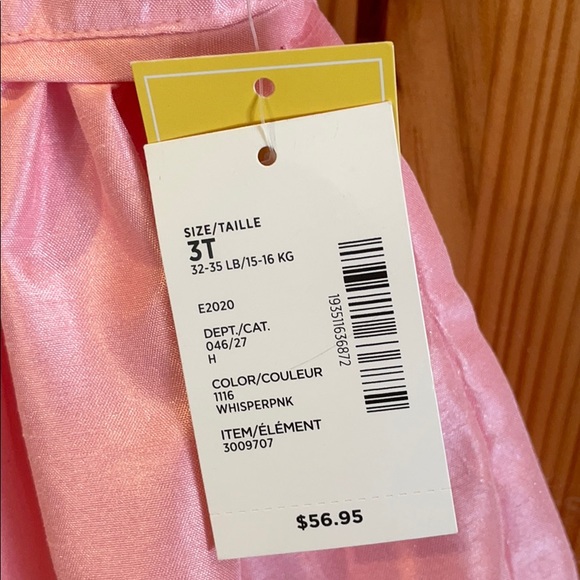 SIZE/TAILLE
3T
32-35 LB/15-16 KG
E2020
DEPT./CAT.
046/27
H
COLOR/COULEUR
1116
WHISPERPNK
ITEM/ÉLÉMENT
3009707
193511636872
$56.95